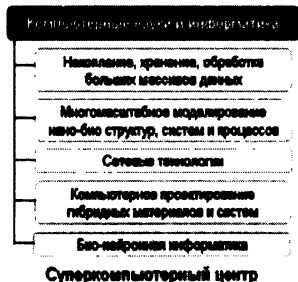 Компьютерные науки и информатика
Накопление, хранение, обработка
больших массивов данных
Многомасштабное моделирование
нано-био структур, систем и процессов
Сетевые технологии
Компьютерное проектирование
гибридных материалов и систем
Био-нейронная информатика
Суперкомпьютерный центр